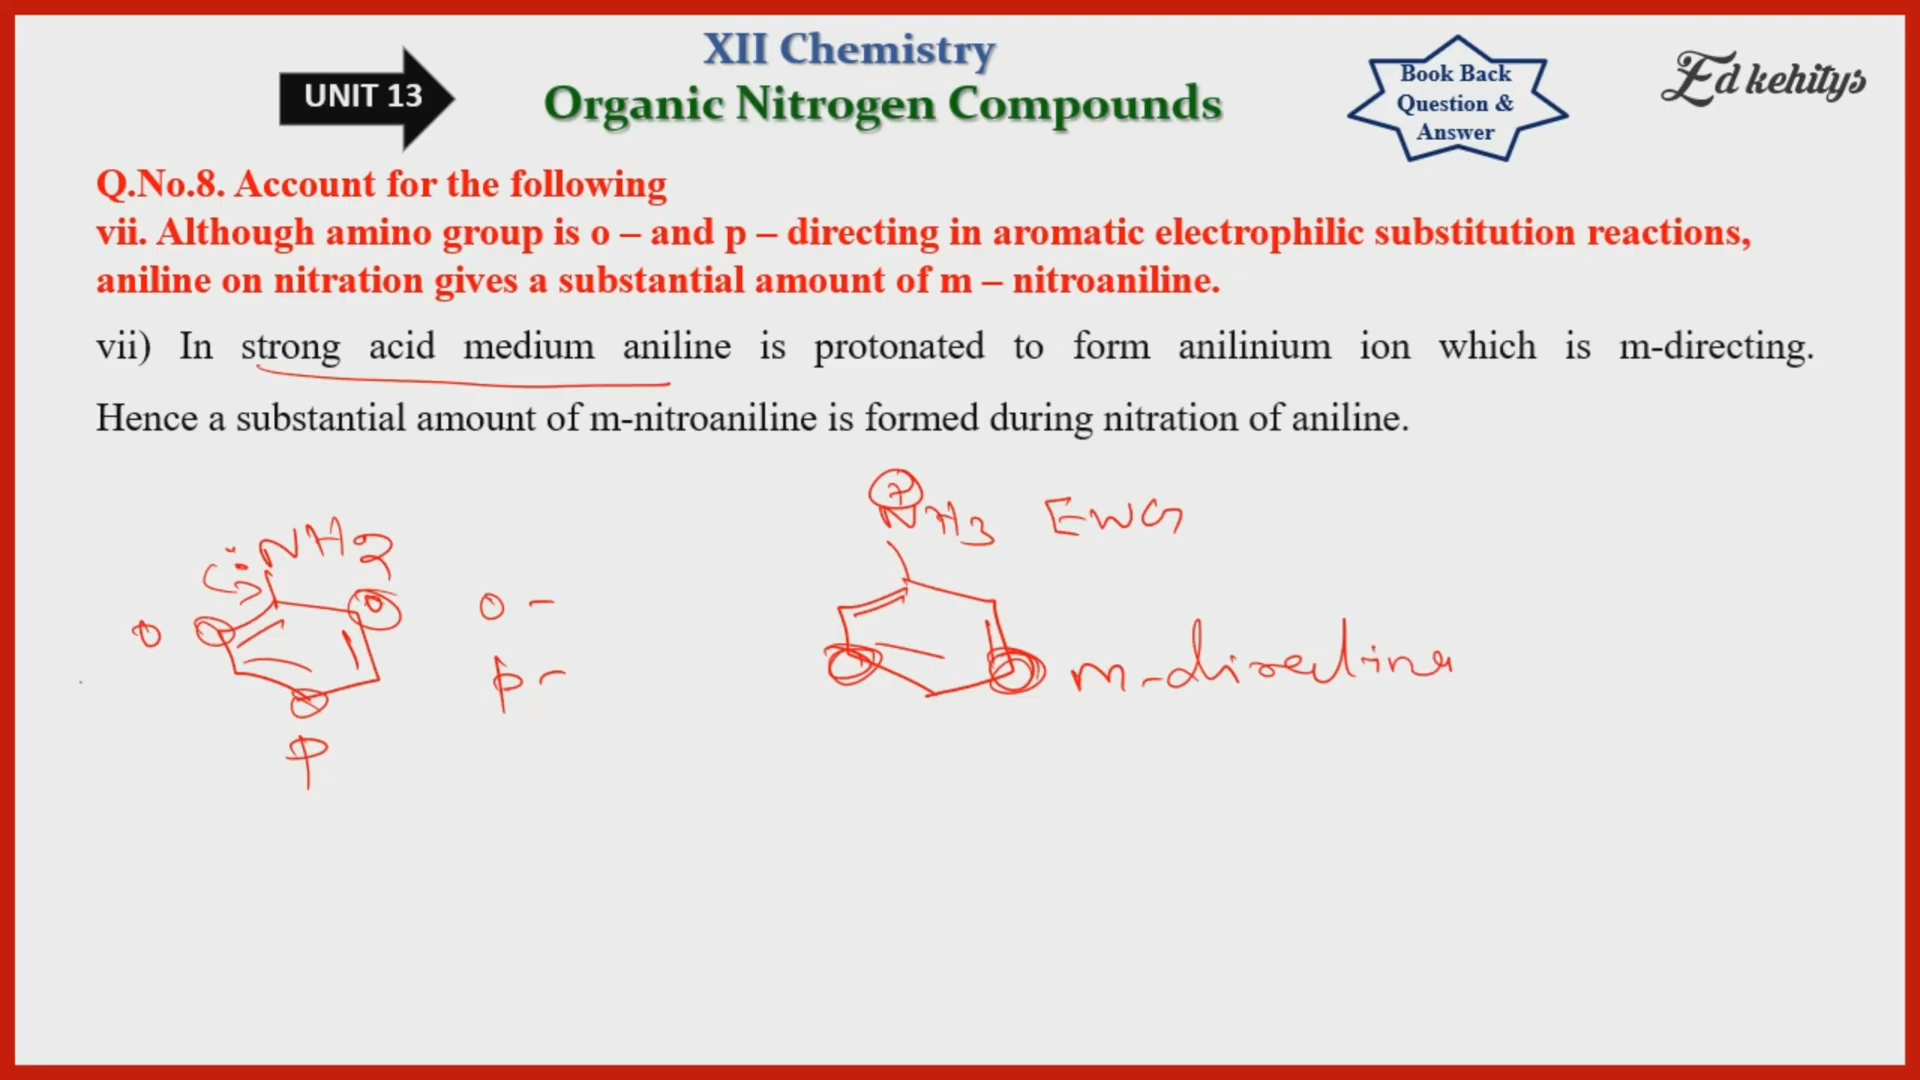 UNIT 13
XII Chemistry
Organic Nitrogen Compounds
Book Back
Question &
Answer
Ed kehitys
Q.No.8. Account for the following
vii. Although amino group is o – and p – directing in aromatic electrophilic substitution reactions,
aniline on nitration gives a substantial amount of m – nitroaniline.
vii) In strong acid medium aniline is protonated to form anilinium ion which is m-directing.
Hence a substantial amount of m-nitroaniline is formed during nitration of aniline.
NH2
o
p
o -
p -
+
NH3
EWG
m-directing